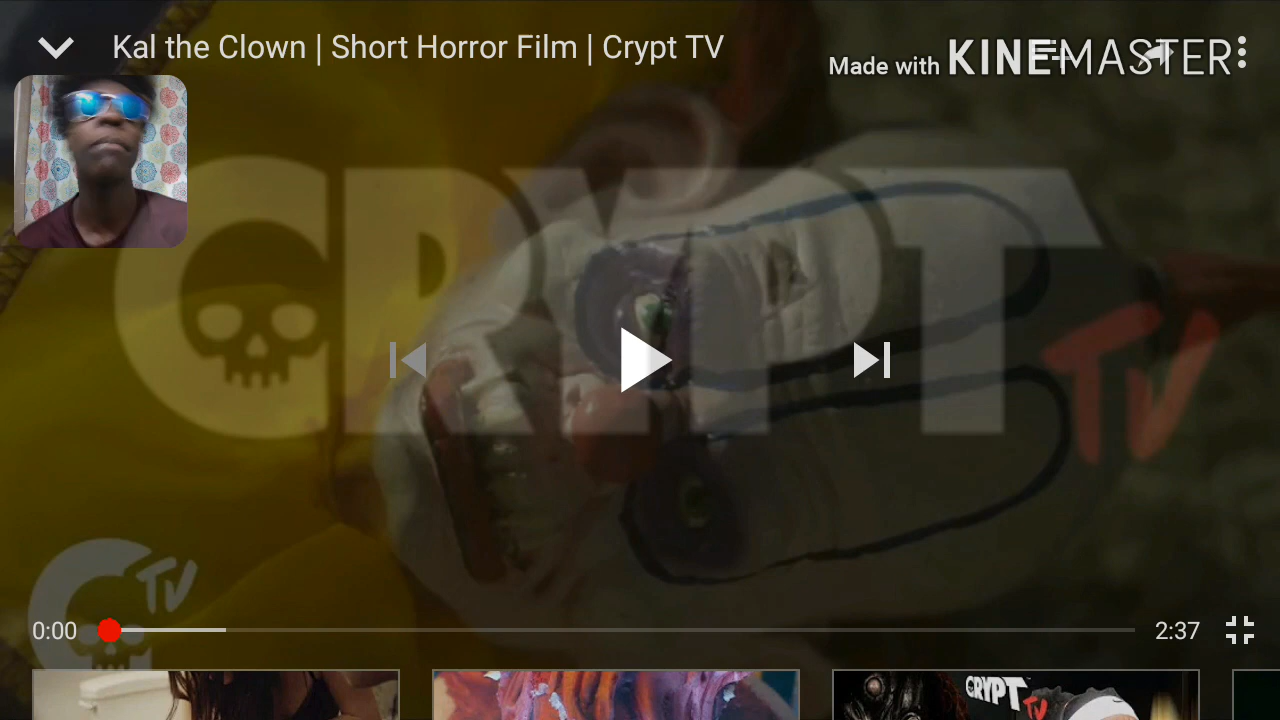 Kal the Clown | Short Horror Film | Crypt TV
Made with KINEMASTER
CRYPT
TV
TV
0:00
2:37
CRYPT
TV